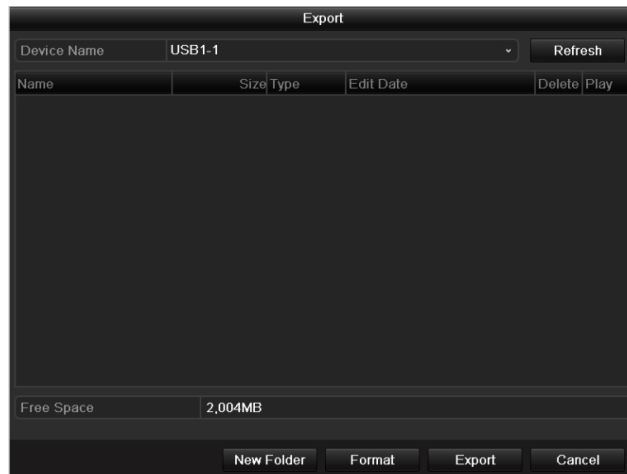 Export
Device Name USB1-1 Refresh
Name Size Type Edit Date Delete Play
Free Space 2,004MB
New Folder Format Export Cancel